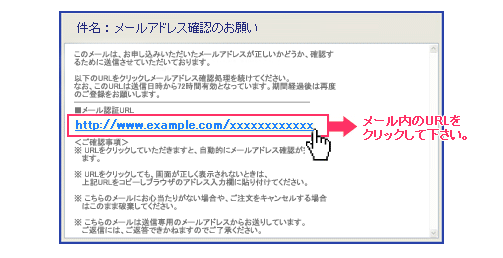 件名：メールアドレス確認のお願い
このメールは、お申し込みいただいたメールアドレスが正しいかどうか、確認す
るために送信させていただいております。
以下のURLをクリックしメールアドレス確認処理を続けてください。
なお、このURLは送信日時から72時間有効となっています。期間経過後は再度
のご登録をお願いします。
■メール認証URL
http://www.example.com/xxxxxxxxxxxx
メール内のURLを
クリックして下さい。
＜ご確認事項＞
※ URLをクリックしていただきますと、自動的にメールアドレス確認が
ます。
※ URLをクリックしても、画面が正しく表示されないときは、
上記URLをコピーしブラウザのアドレス入力欄に貼り付けてください。
※ こちらのメールにお心当たりがない場合や、ご注文をキャンセルする場合
はこのまま破棄してください。
※ こちらのメールは送信専用のメールアドレスからお送りしています。
ご返信には、ご返答できかねますのでご了承ください。